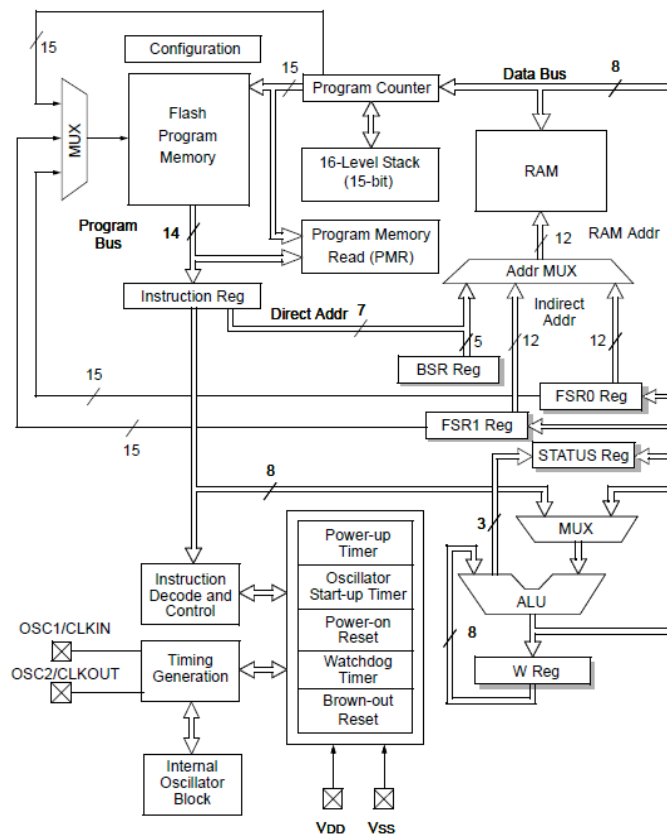 Configuration
15
15
Program Counter
Data Bus
8
MUX
Flash
Program
Memory
16-Level Stack
(15-bit)
RAM
Program
Bus
14
Program Memory
Read (PMR)
12
RAM Addr
Addr MUX
Instruction Reg
Direct Addr
7
Indirect
Addr
5
12
12
BSR Reg
15
FSR0 Reg
15
FSR1 Reg
STATUS Reg
8
3
MUX
Power-up
Timer
Instruction
Decode and
Control
Oscillator
Start-up Timer
ALU
Power-on
Reset
8
OSC1/CLKIN
OSC2/CLKOUT
Timing
Generation
Watchdog
Timer
W Reg
Brown-out
Reset
Internal
Oscillator
Block
VDD
VSS